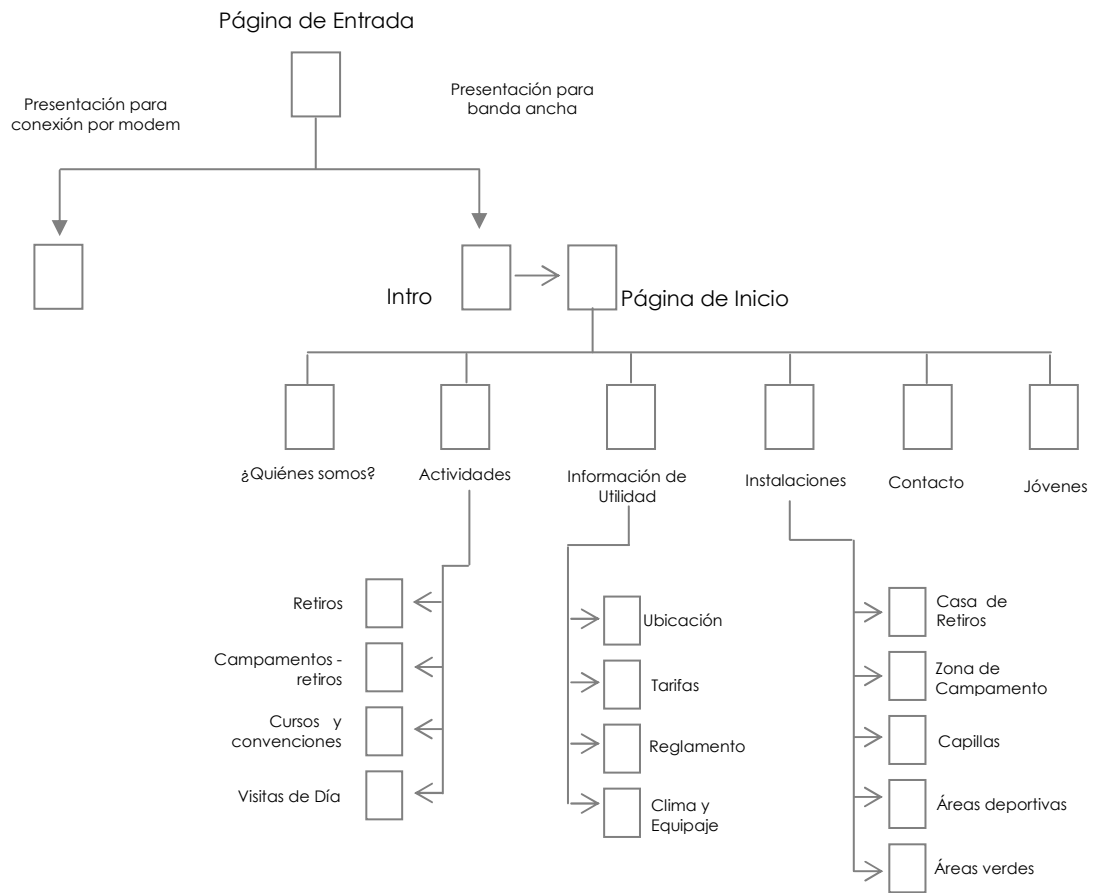 Página de Entrada
Presentación para
conexión por modem
Presentación para
banda ancha
Intro
Página de Inicio
¿Quiénes somos?
Actividades
Información de
Utilidad
Instalaciones
Contacto
Jóvenes
Retiros
Campamentos -
retiros
Cursos y
convenciones
Visitas de Día
Ubicación
Tarifas
Reglamento
Clima y
Equipaje
Casa de
Retiros
Zona de
Campamento
Capillas
Áreas deportivas
Áreas verdes